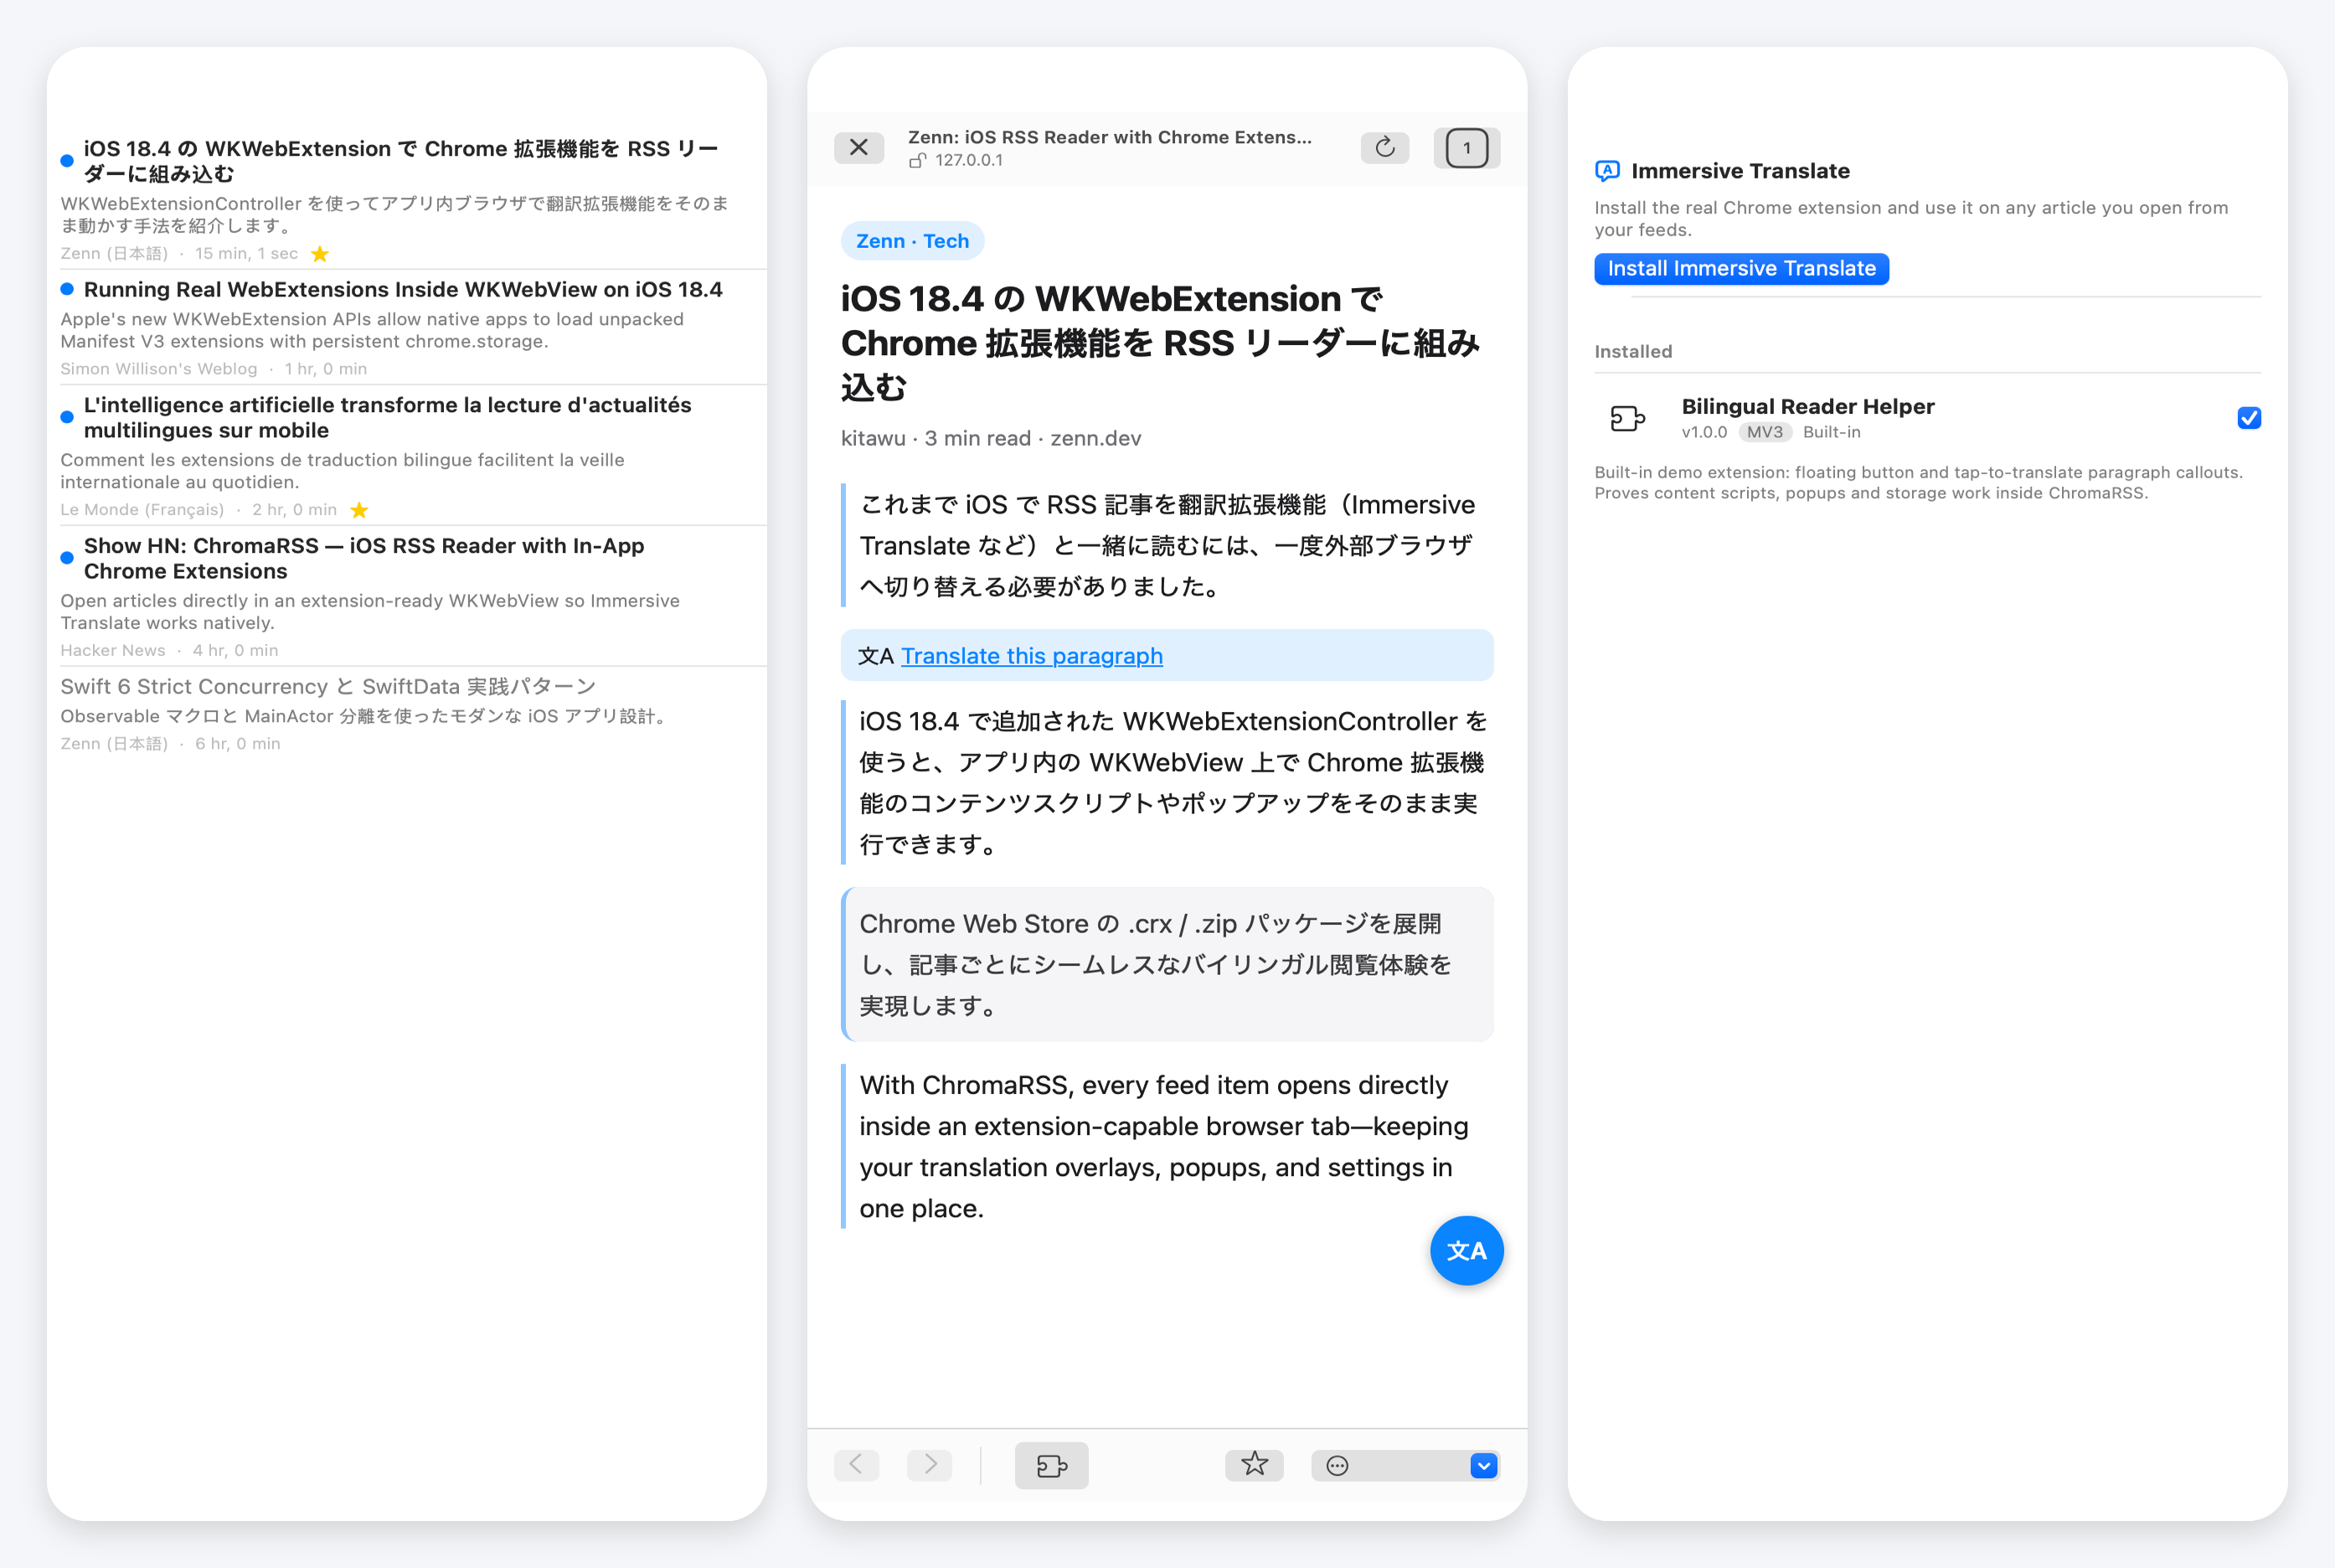 iOS 18.4 の WKWebExtension で Chrome 拡張機能を RSS リー
ダーに組み込む
WKWebExtensionController を使ってアプリ内ブラウザで翻訳拡張機能をそのま
ま動かす手法を紹介します。
Zenn (日本語) · 15 min, 1 sec
Running Real WebExtensions Inside WKWebView on iOS 18.4
Apple's new WKWebExtension APIs allow native apps to load unpacked
Manifest V3 extensions with persistent chrome.storage.
Simon Willison's Weblog · 1 hr, 0 min
L'intelligence artificielle transforme la lecture d'actualités
multilingues sur mobile
Comment les extensions de traduction bilingue facilitent la veille
internationale au quotidien.
Le Monde (Français) · 2 hr, 0 min
Show HN: ChromaRSS — iOS RSS Reader with In-App
Chrome Extensions
Open articles directly in an extension-ready WKWebView so Immersive
Translate works natively.
Hacker News · 4 hr, 0 min
Swift 6 Strict Concurrency と SwiftData 実践パターン
Observable マクロと MainActor 分離を使ったモダンな iOS アプリ設計。
Zenn (日本語) · 6 hr, 0 min
Zenn: iOS RSS Reader with Chrome Extens...
127.0.0.1
1
Zenn · Tech
iOS 18.4 の WKWebExtension で
Chrome 拡張機能を RSS リーダーに組み
込む
kitawu · 3 min read · zenn.dev
これまで iOS で RSS 記事を翻訳拡張機能（Immersive
Translate など）と一緒に読むには、一度外部ブラウザ
へ切り替える必要がありました。
文A Translate this paragraph
iOS 18.4 で追加された WKWebExtensionController を
使うと、アプリ内の WKWebView 上で Chrome 拡張機
能のコンテンツスクリプトやポップアップをそのまま実
行できます。
Chrome Web Store の .crx / .zip パッケージを展開
し、記事ごとにシームレスなバイリンガル閲覧体験を
実現します。
With ChromaRSS, every feed item opens directly
inside an extension-capable browser tab—keeping
your translation overlays, popups, and settings in
one place.
文A
Immersive Translate
Install the real Chrome extension and use it on any article you open from
your feeds.
Install Immersive Translate
Installed
Bilingual Reader Helper
v1.0.0 MV3 Built-in
Built-in demo extension: floating button and tap-to-translate paragraph callouts.
Proves content scripts, popups and storage work inside ChromaRSS.